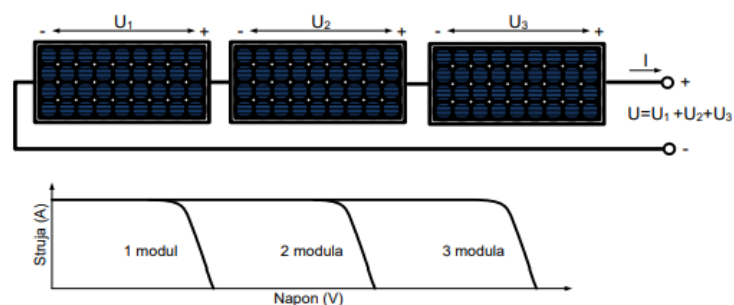 - U₁ +
- U₂ +
- U₃ +
I
+
U=U₁+U₂+U₃
-
Struja (A)
1 modul
2 modula
3 modula
Napon (V)